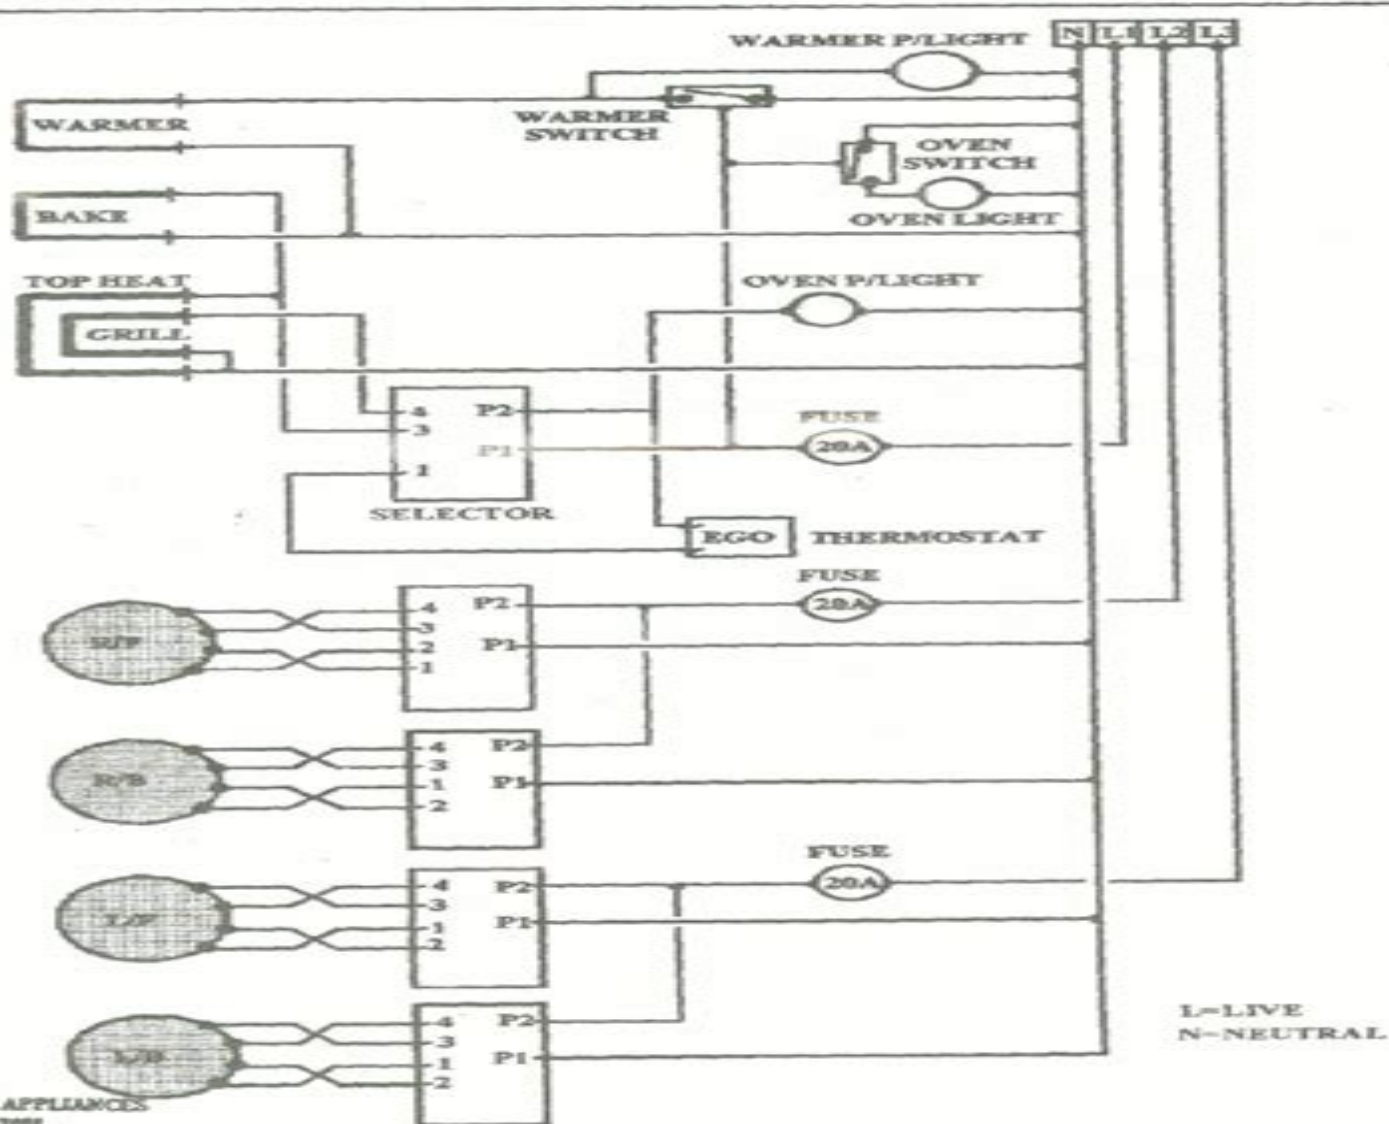 N L1 L2 L3
WARMER P/LIGHT
WARMER
WARMER
SWITCH
OVEN
SWITCH
BAKE
OVEN LIGHT
TOP HEAT
OVEN P/LIGHT
GRILL
4 P2
3
P1
1
FUSE
20A
SELECTOR
EGO THERMOSTAT
FUSE
20A
4 P2
3
2 P1
1
R/B
4 P2
3
1 P1
2
FUSE
20A
L/F
4 P2
3
1 P1
2
4 P2
3
1 P1
2
L=LIVE
N=NEUTRAL
APPLIANCES